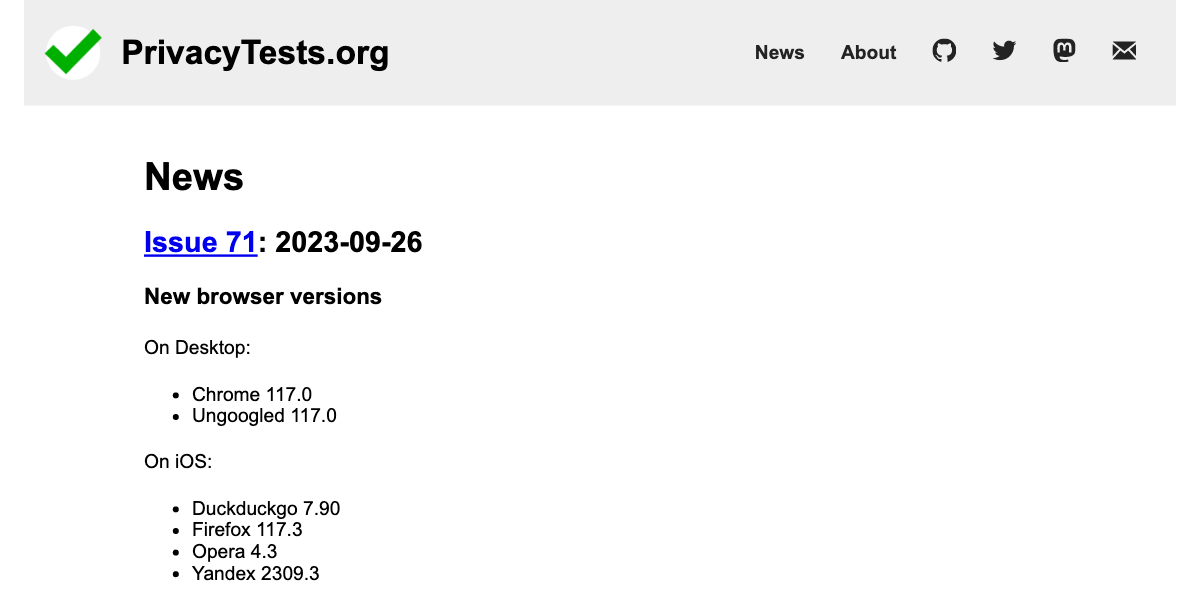 PrivacyTests.org
News About
News
Issue 71: 2023-09-26
New browser versions
On Desktop:
• Chrome 117.0
• Ungoogled 117.0
On iOS:
• Duckduckgo 7.90
• Firefox 117.3
• Opera 4.3
• Yandex 2309.3